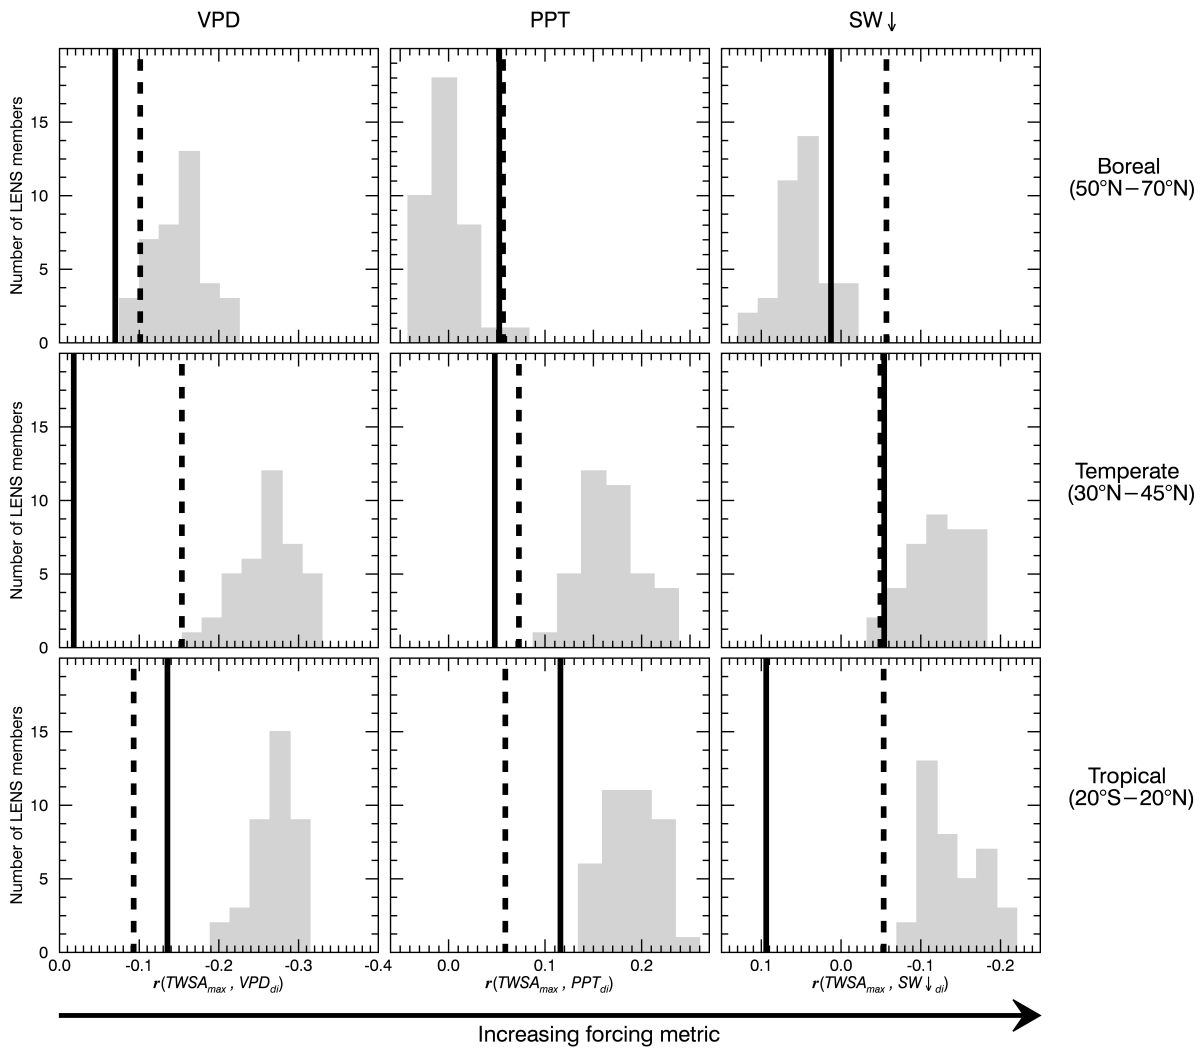 VPD PPT SW↓
Number of LENS members
15
10
5
0
Boreal
(50°N–70°N)
Number of LENS members
15
10
5
0
Temperate
(30°N–45°N)
Number of LENS members
15
10
5
0
Tropical
(20°S–20°N)
0.0 -0.1 -0.2 -0.3 -0.4 0.0 0.1 0.2 0.1 0.0 -0.1 -0.2
r(TWSAmax , VPDdi) r(TWSAmax , PPTdi) r(TWSAmax , SW↓di)
Increasing forcing metric